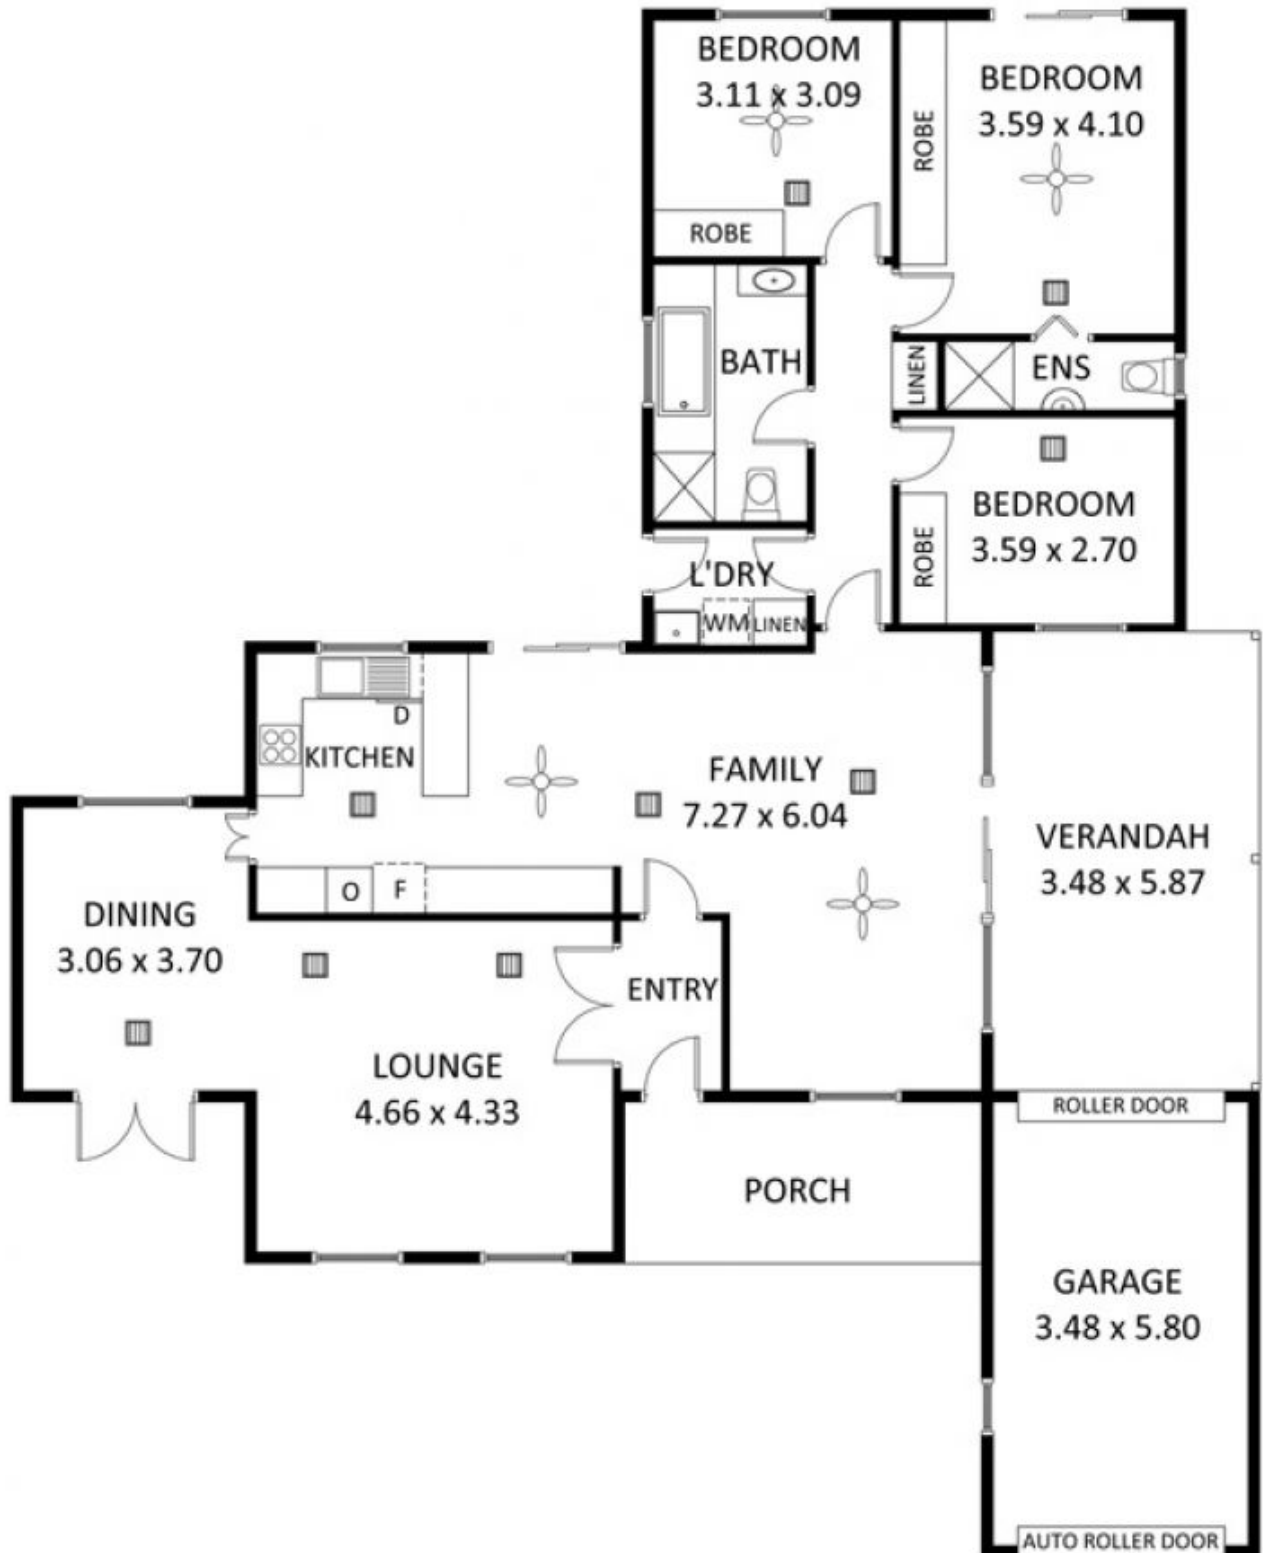 BEDROOM
3.11 x 3.09
BEDROOM
3.59 x 4.10
ROBE
ROBE
BATH
LINEN
ENS
BEDROOM
3.59 x 2.70
ROBE
L'DRY
WM
LINEN
D
KITCHEN
FAMILY
7.27 x 6.04
VERANDAH
3.48 x 5.87
O
F
DINING
3.06 x 3.70
ENTRY
LOUNGE
4.66 x 4.33
ROLLER DOOR
PORCH
GARAGE
3.48 x 5.80
AUTO ROLLER DOOR